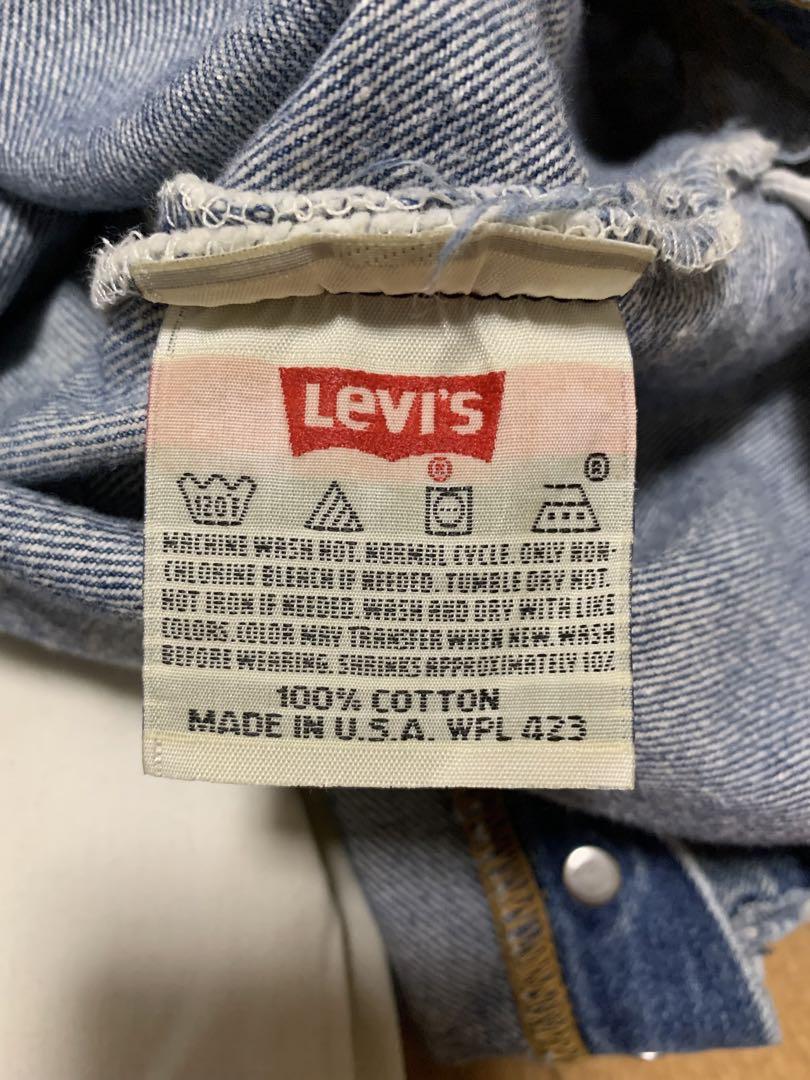 LEVI'S
®
®
120F
MACHINE WASH HOT. NORMAL CYCLE. ONLY NON-
CHLORINE BLEACH IF NEEDED. TUMBLE DRY HOT.
HOT IRON IF NEEDED. WASH AND DRY WITH LIKE
COLORS. COLOR MAY TRANSFER WHEN NEW. WASH
BEFORE WEARING. SHRINKS APPROXIMATELY 10%
100% COTTON
MADE IN U.S.A. WPL 423